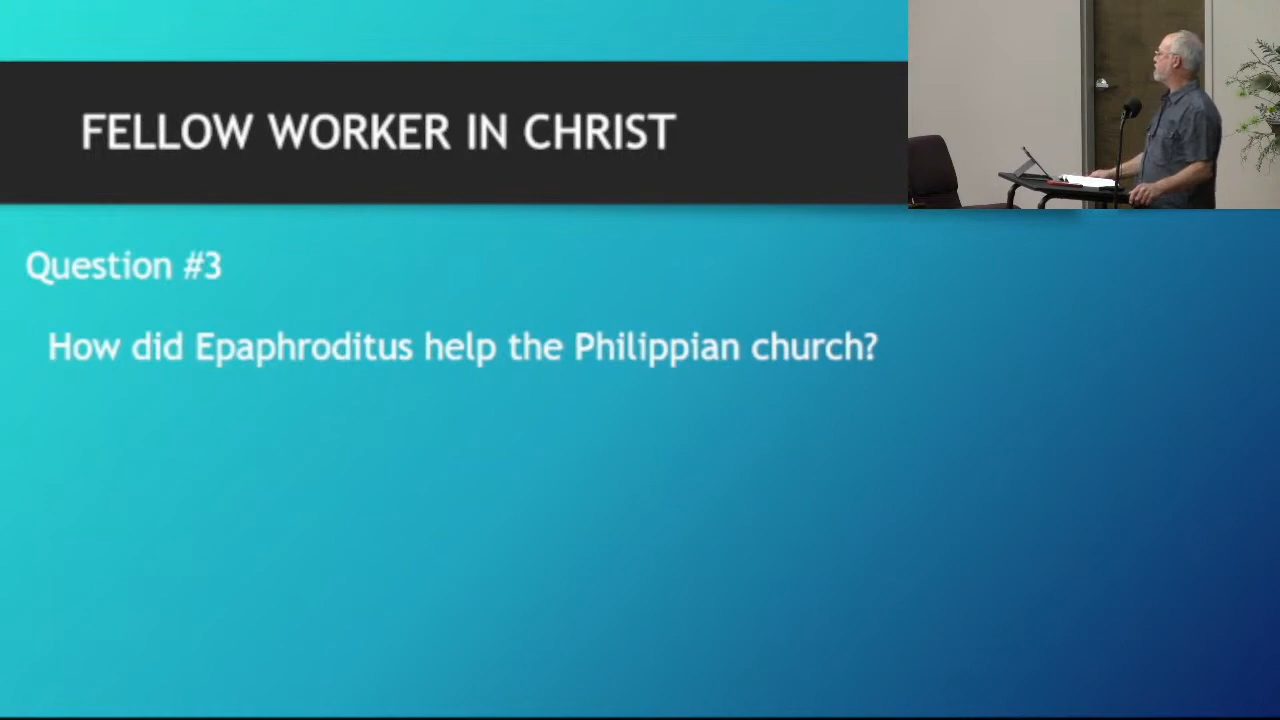 FELLOW WORKER IN CHRIST
Question #3
How did Epaphroditus help the Philippian church?